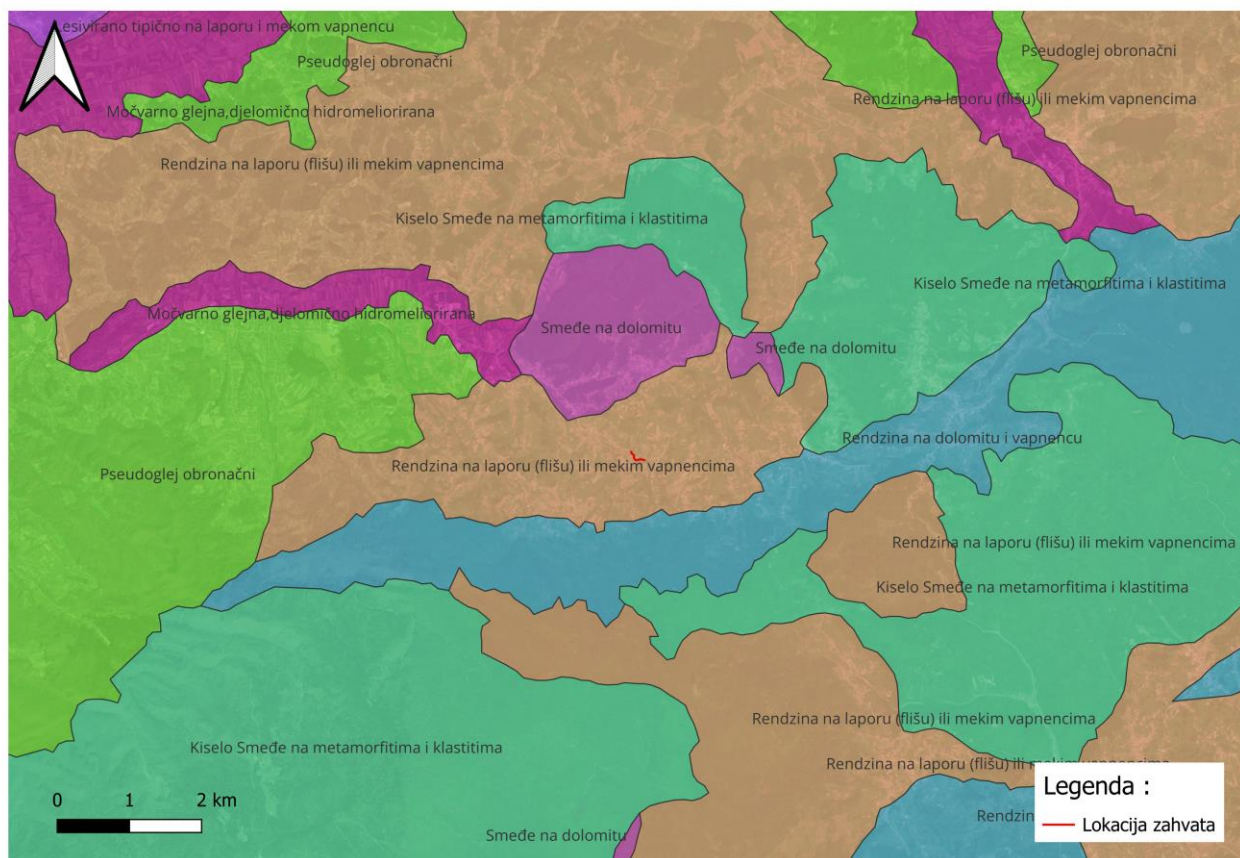 Lesivirano tipično na laporu i mekom vapnencu
Pseudoglej obronačni
Pseudoglej obronačni
Močvarno glejna,djelomično hidromeliorirana
Rendzina na laporu (flišu) ili mekim vapnencima
Rendzina na laporu (flišu) ili mekim vapnencima
Kiselo Smeđe na metamorfitima i klastitima
Kiselo Smeđe na metamorfitima i klastitima
Močvarno glejna,djelomično hidromeliorirana
Smeđe na dolomitu
Smeđe na dolomitu
Rendzina na dolomitu i vapnencu
Rendzina na laporu (flišu) ili mekim vapnencima
Pseudoglej obronačni
Rendzina na laporu (flišu) ili mekim vapnencima
Kiselo Smeđe na metamorfitima i klastitima
Rendzina na laporu (flišu) ili mekim vapnencima
Kiselo Smeđe na metamorfitima i klastitima
Rendzina na laporu (flišu) ili mekim vapnencima
0 1 2 km
Smeđe na dolomitu
Legenda :
Lokacija zahvata